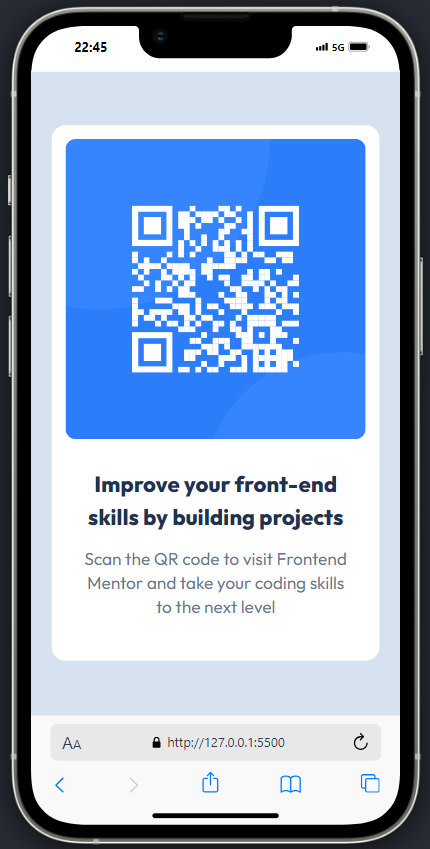 22:45
5G
Improve your front-end
skills by building projects
Scan the QR code to visit Frontend
Mentor and take your coding skills
to the next level
AA
http://127.0.0.1:5500